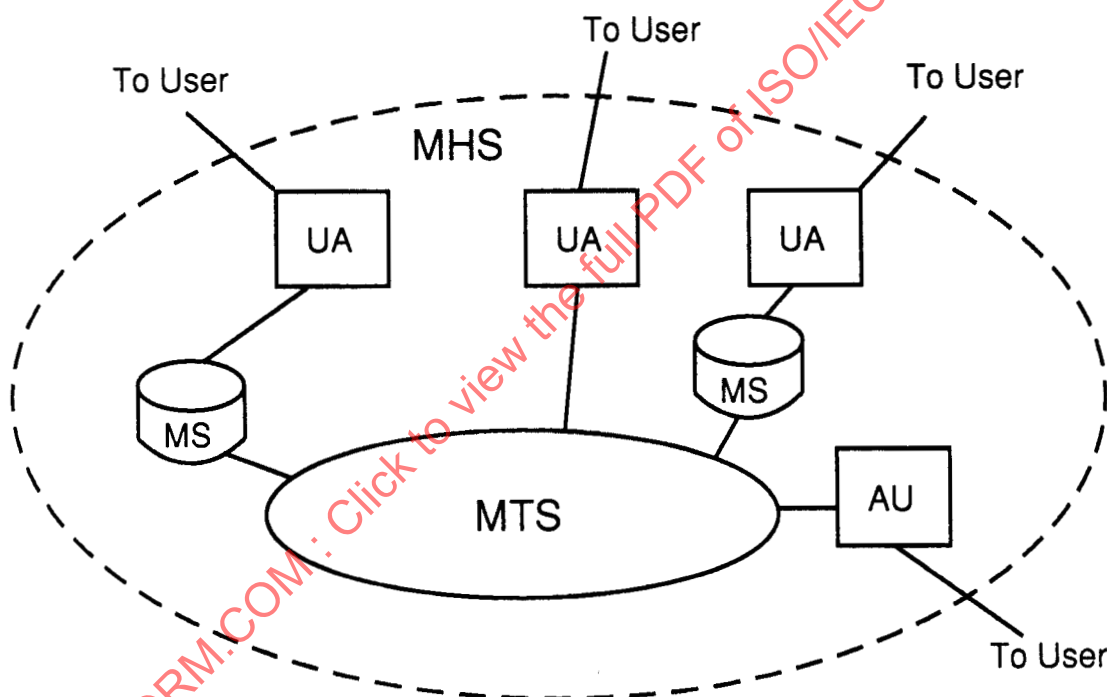 To User
To User
To User
MHS
UA
UA
UA
MS
MS
MTS
AU
To User
RM.COM : Click to view the full PDF of ISO/IEC